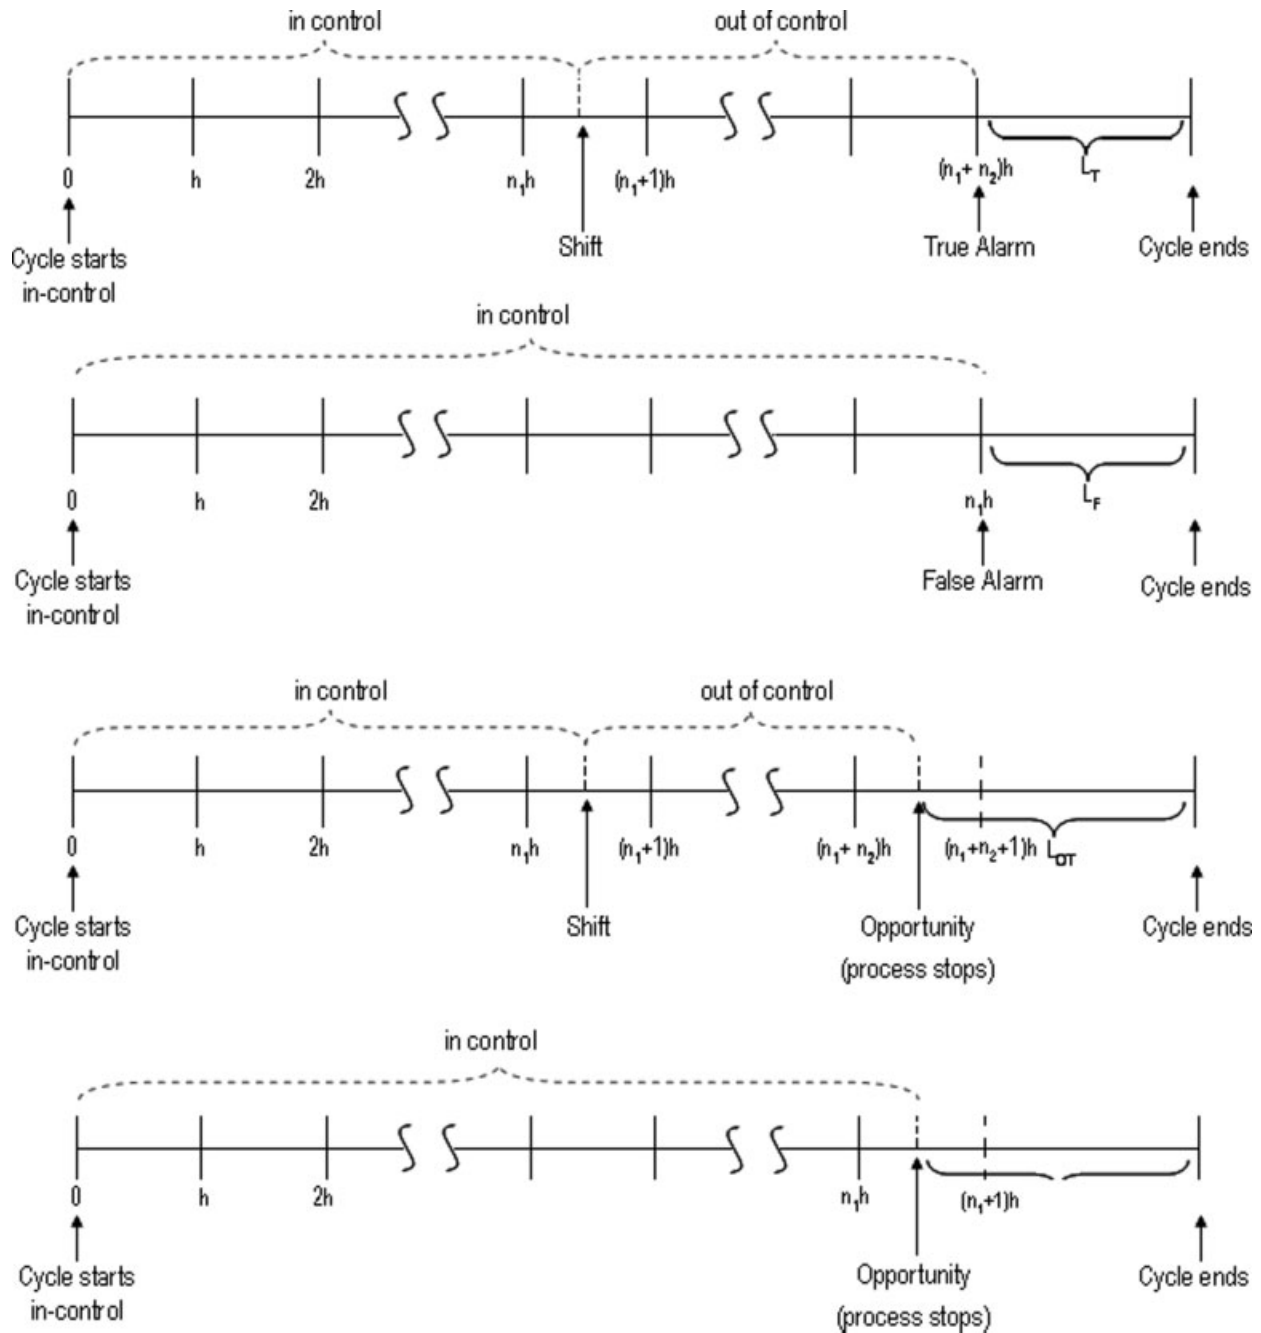 in control out of control
0 h 2h n₁h (n₁+1)h (n₁+ n₂)h L_T
Cycle starts Shift True Alarm Cycle ends
in-control
in control
0 h 2h n₁h L_F
Cycle starts False Alarm Cycle ends
in-control
in control out of control
0 h 2h n₁h (n₁+1)h (n₁+ n₂)h (n₁+n₂+1)h L_OT
Cycle starts Shift Opportunity Cycle ends
in-control (process stops)
in control
0 h 2h n₁h (n₁+1)h
Cycle starts Opportunity Cycle ends
in-control (process stops)